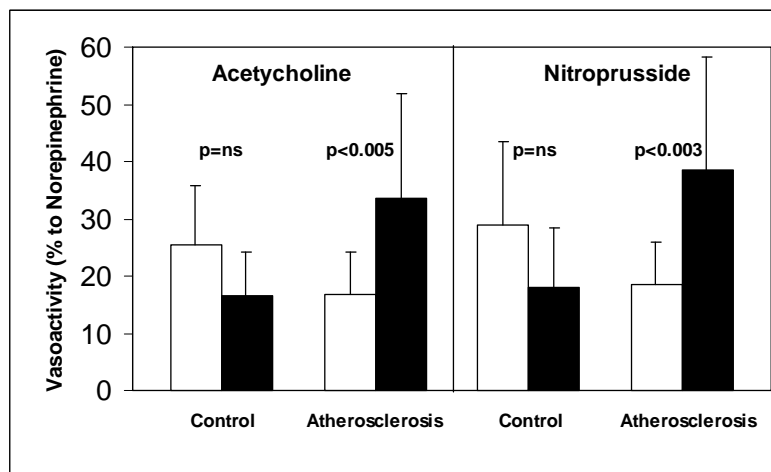 Vasoactivity (% to Norepinephrine)
60
50
40
30
20
10
0
Acetycholine
Nitroprusside
p=ns
p<0.005
p=ns
p<0.003
Control
Atherosclerosis
Control
Atherosclerosis